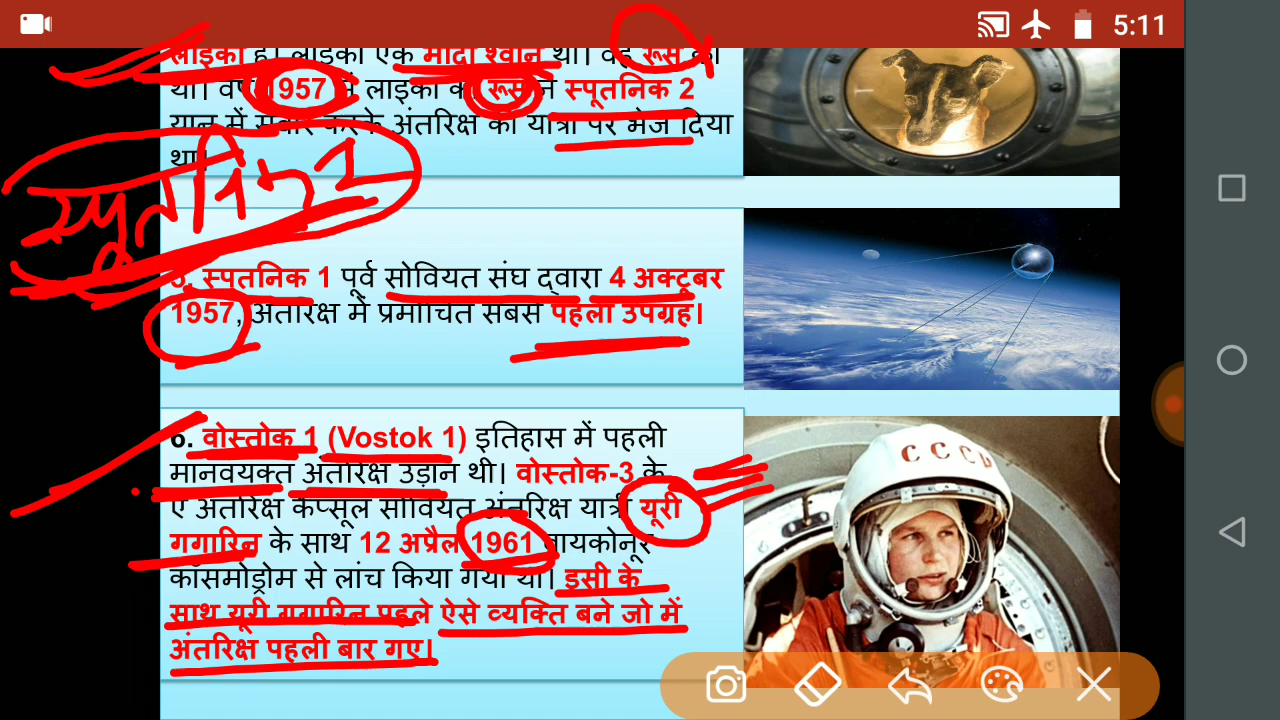 5:11
लाइका है। लाइका एक मादा श्वान थी। वह रूस की
थी। वर्ष 1957 में लाइका को रूस ने स्पूतनिक 2
यान में सवार करके अंतरिक्ष की यात्रा पर भेज दिया
था।
स्पूतनिक 1
5. स्पूतनिक 1 पूर्व सोवियत संघ द्वारा 4 अक्टूबर
1957, अंतरिक्ष में प्रमोचित सबसे पहला उपग्रह।
6. वोस्तोक 1 (Vostok 1) इतिहास में पहली
मानवयुक्त अंतरिक्ष उड़ान थी। वोस्तोक-3 के
ए अंतरिक्ष कैप्सूल सोवियत अंतरिक्ष यात्री यूरी
गगारिन के साथ 12 अप्रैल 1961 बायकोनूर
कॉसमोड्रोम से लांच किया गया था। इसी के
साथ यूरी गगारिन पहले ऐसे व्यक्ति बने जो में
अंतरिक्ष पहली बार गए।
CCCP